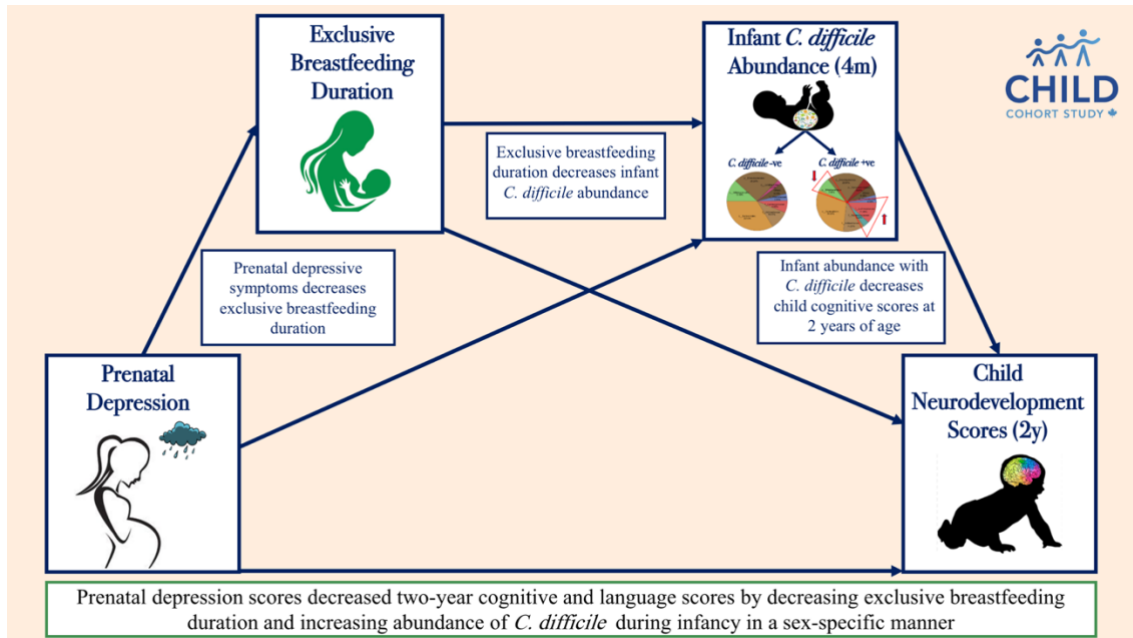 Exclusive
Breastfeeding
Duration
Infant C. difficile
Abundance (4m)
C. difficile -ve
C. difficile +ve
CHILD
COHORT STUDY
Exclusive breastfeeding
duration decreases infant
C. difficile abundance
Prenatal depressive
symptoms decreases
exclusive breastfeeding
duration
Infant abundance with
C. difficile decreases
child cognitive scores at
2 years of age
Prenatal
Depression
Child
Neurodevelopment
Scores (2y)
Prenatal depression scores decreased two-year cognitive and language scores by decreasing exclusive breastfeeding
duration and increasing abundance of C. difficile during infancy in a sex-specific manner